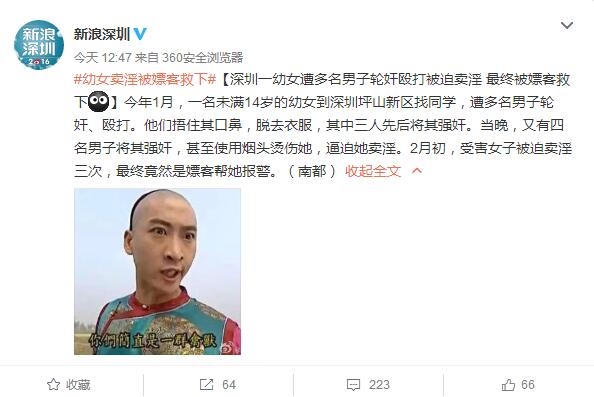 新浪
深圳
2016
新浪深圳
今天 12:47 来自 360安全浏览器
#幼女卖淫被嫖客救下#【深圳一幼女遭多名男子轮奸殴打被迫卖淫 最终被嫖客救
下】今年1月，一名未满14岁的幼女到深圳坪山新区找同学，遭多名男子轮
奸、殴打。他们捂住其口鼻，脱去衣服，其中三人先后将其强奸。当晚，又有四
名男子将其强奸，甚至使用烟头烫伤她，逼迫她卖淫。2月初，受害女子被迫卖淫
三次，最终竟然是嫖客帮她报警。（南都） 收起全文
你們簡直是一群禽獸
收藏
64
223
66